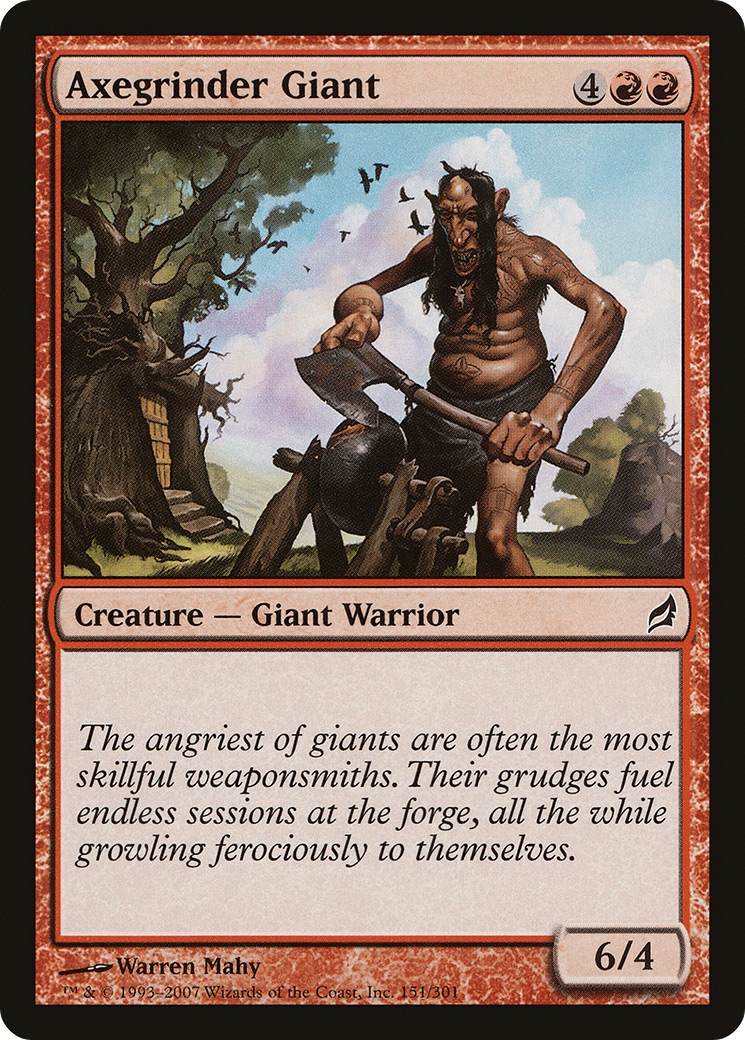 Axegrinder Giant 4
Creature — Giant Warrior
The angriest of giants are often the most
skillful weaponsmiths. Their grudges fuel
endless sessions at the forge, all the while
growling ferociously to themselves.
6/4
Warren Mahy
™ & © 1993–2007 Wizards of the Coast, Inc. 151/301